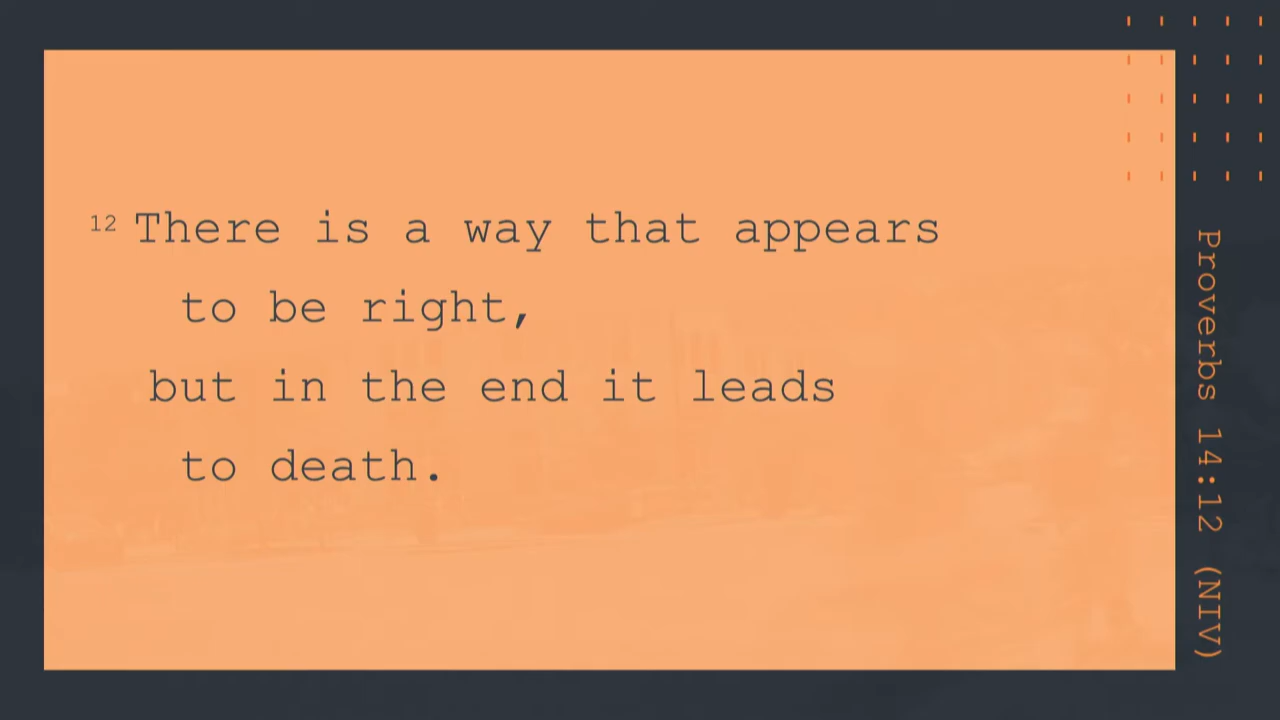 12 There is a way that appears
to be right,
but in the end it leads
to death.
Proverbs 14:12 (NIV)